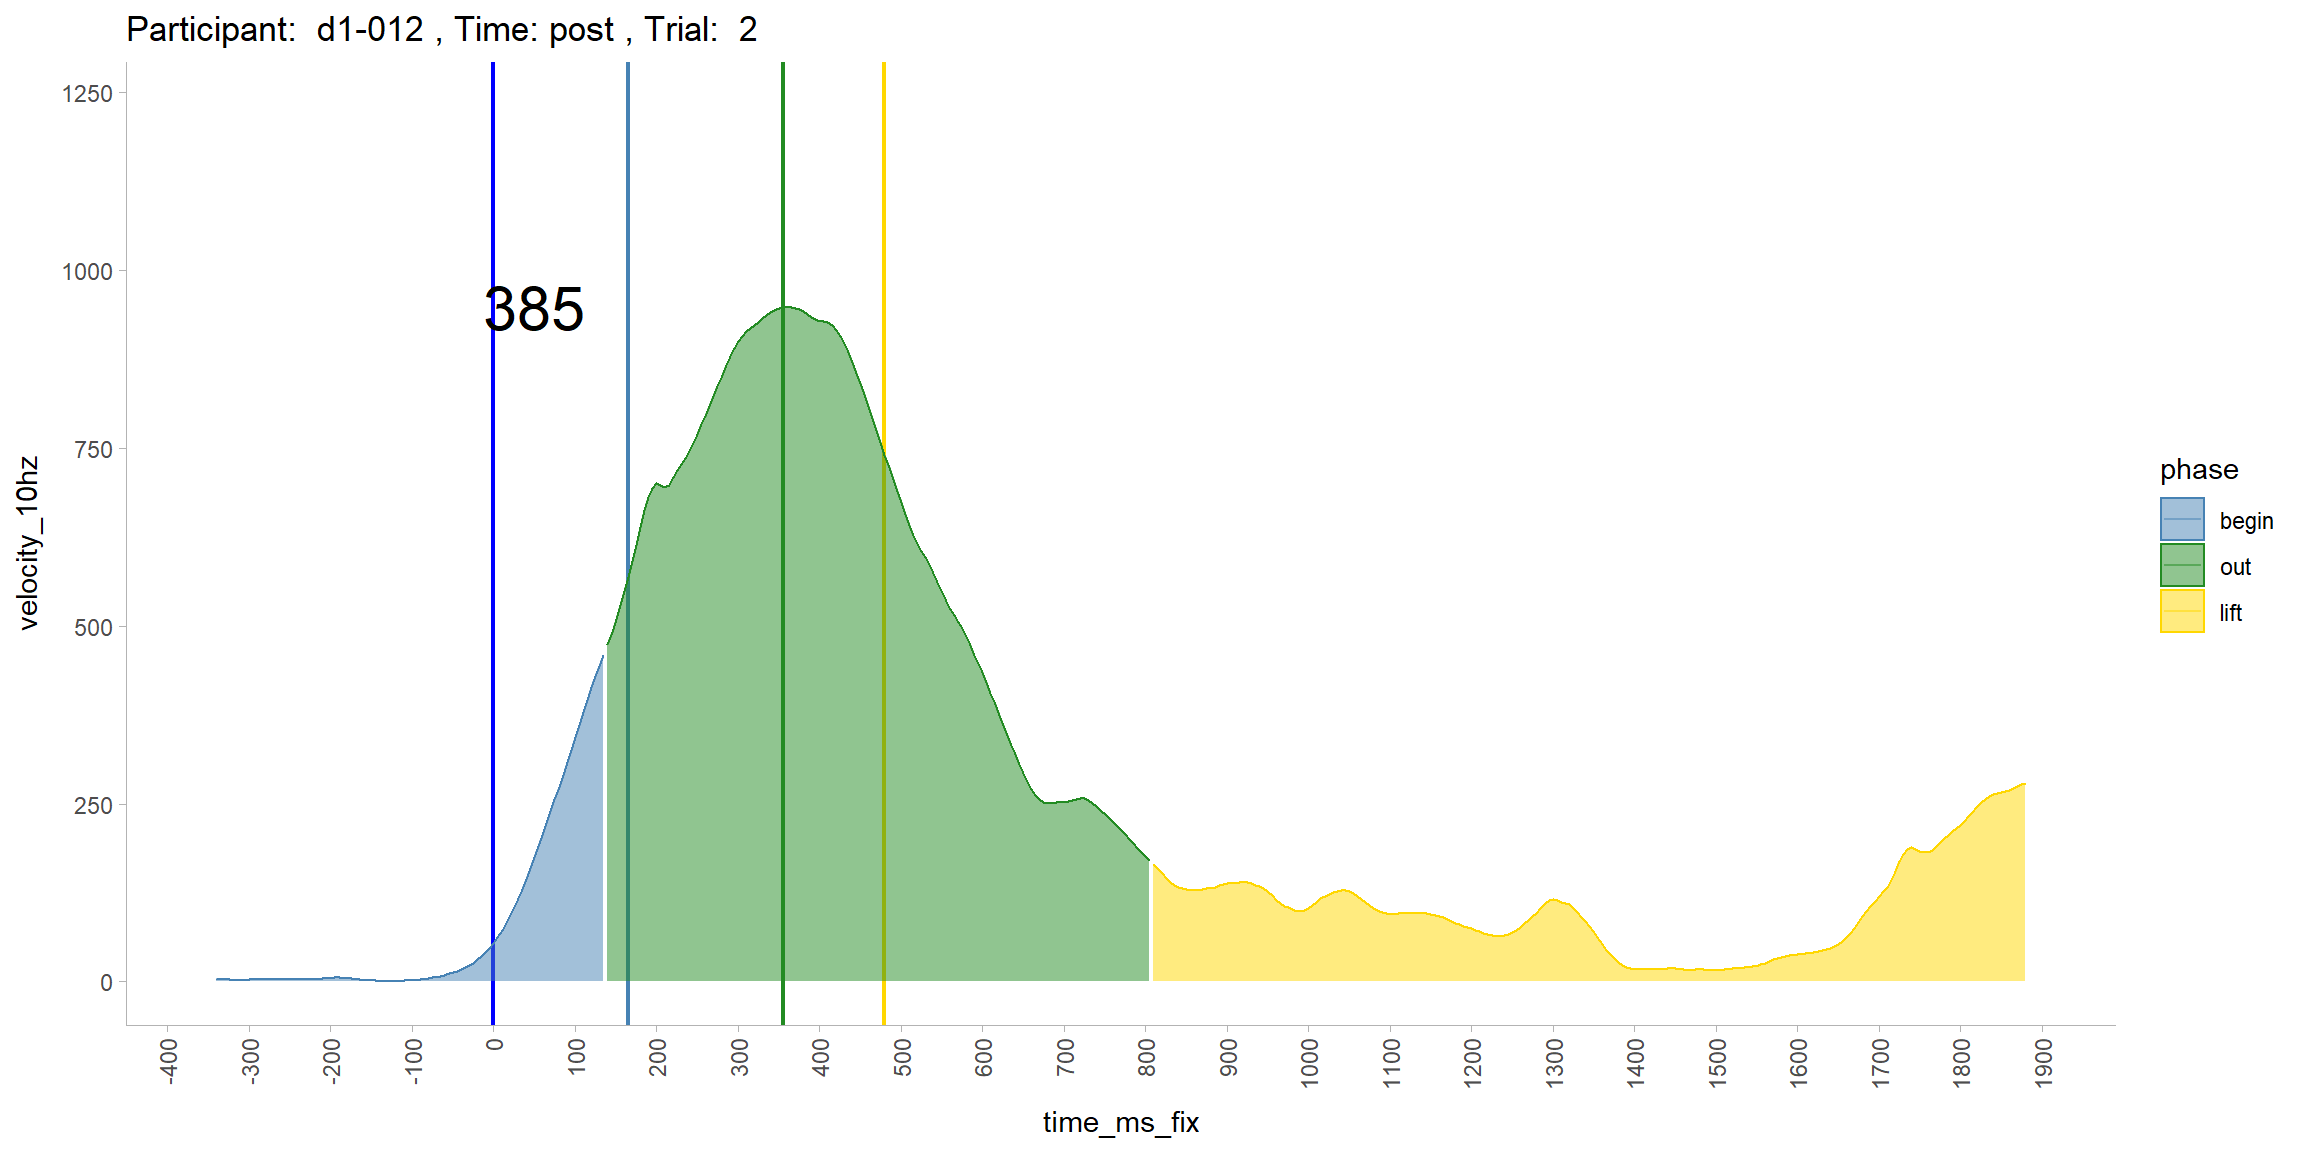 Participant:  d1-012 , Time: post , Trial:  2
1250
1000
750
500
250
0
velocity_10hz
385
-400 -300 -200 -100 0 100 200 300 400 500 600 700 800 900 1000 1100 1200 1300 1400 1500 1600 1700 1800 1900
time_ms_fix
phase
begin
out
lift